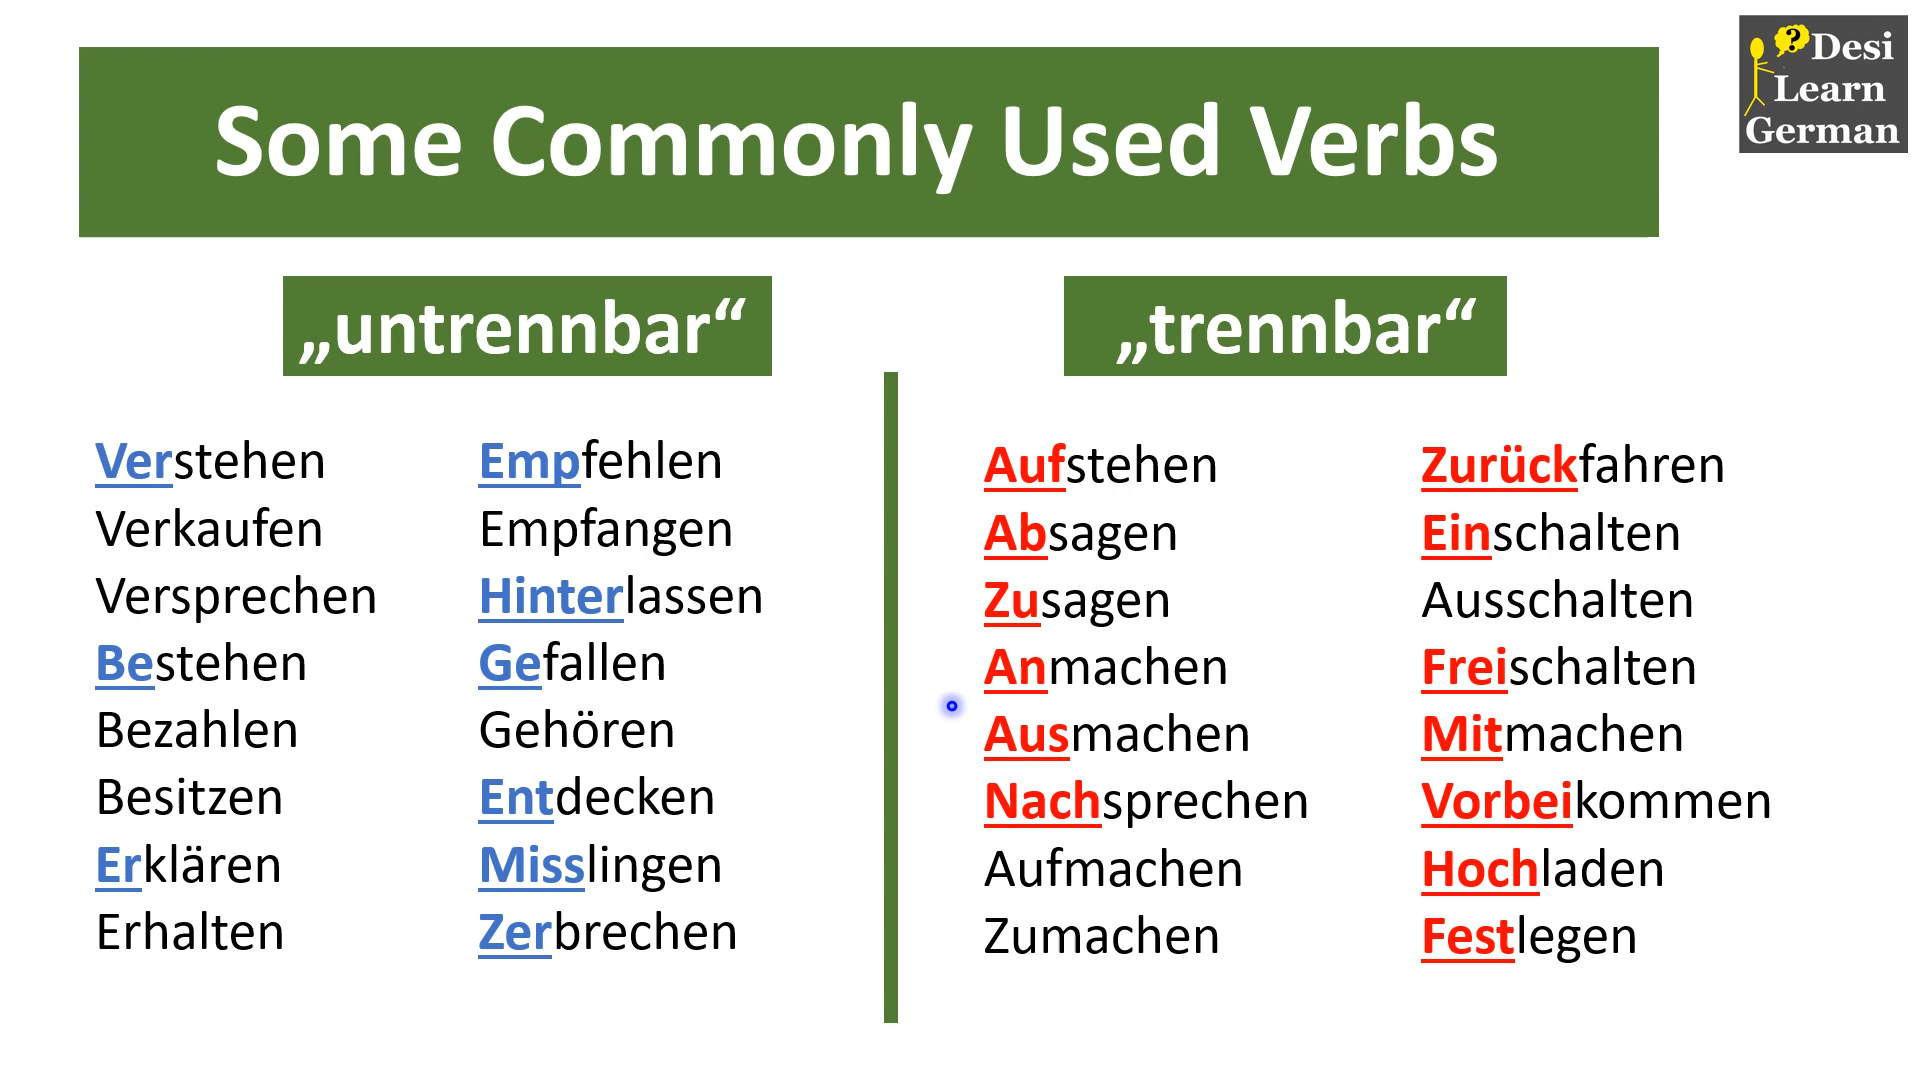 Some Commonly Used Verbs
?Desi
Learn
German
„untrennbar“
„trennbar“
Verstehen
Verkaufen
Versprechen
Bestehen
Bezahlen
Besitzen
Erklären
Erhalten
Empfehlen
Empfangen
Hinterlassen
Gefallen
Gehören
Entdecken
Misslingen
Zerbrechen
Aufstehen
Absagen
Zusagen
Anmachen
Ausmachen
Nachsprechen
Aufmachen
Zumachen
Zurückfahren
Einschalten
Ausschalten
Freischalten
Mitmachen
Vorbeikommen
Hochladen
Festlegen